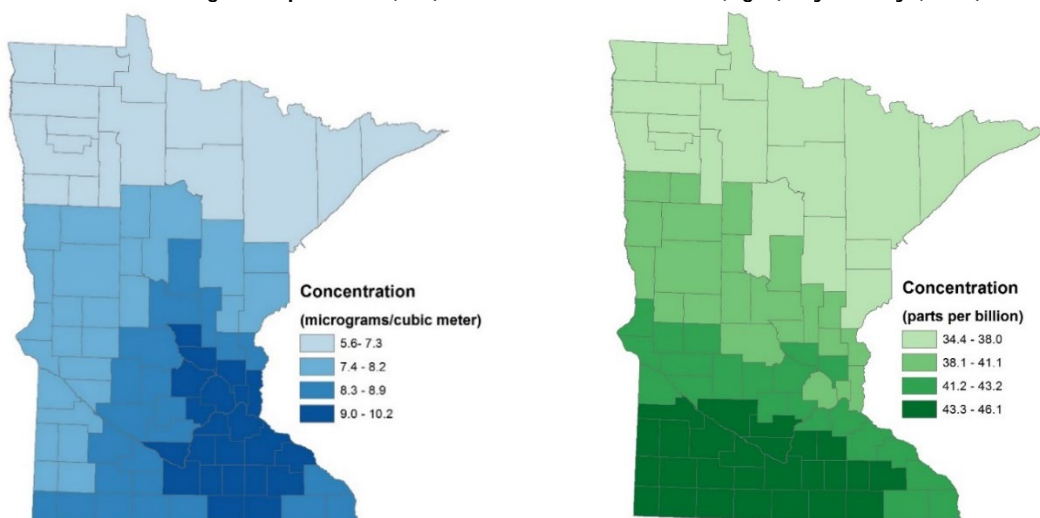 Concentration
(micrograms/cubic meter)
5.6- 7.3
7.4 - 8.2
8.3 - 8.9
9.0 - 10.2
Concentration
(parts per billion)
34.4 - 38.0
38.1 - 41.1
41.2 - 43.2
43.3 - 46.1